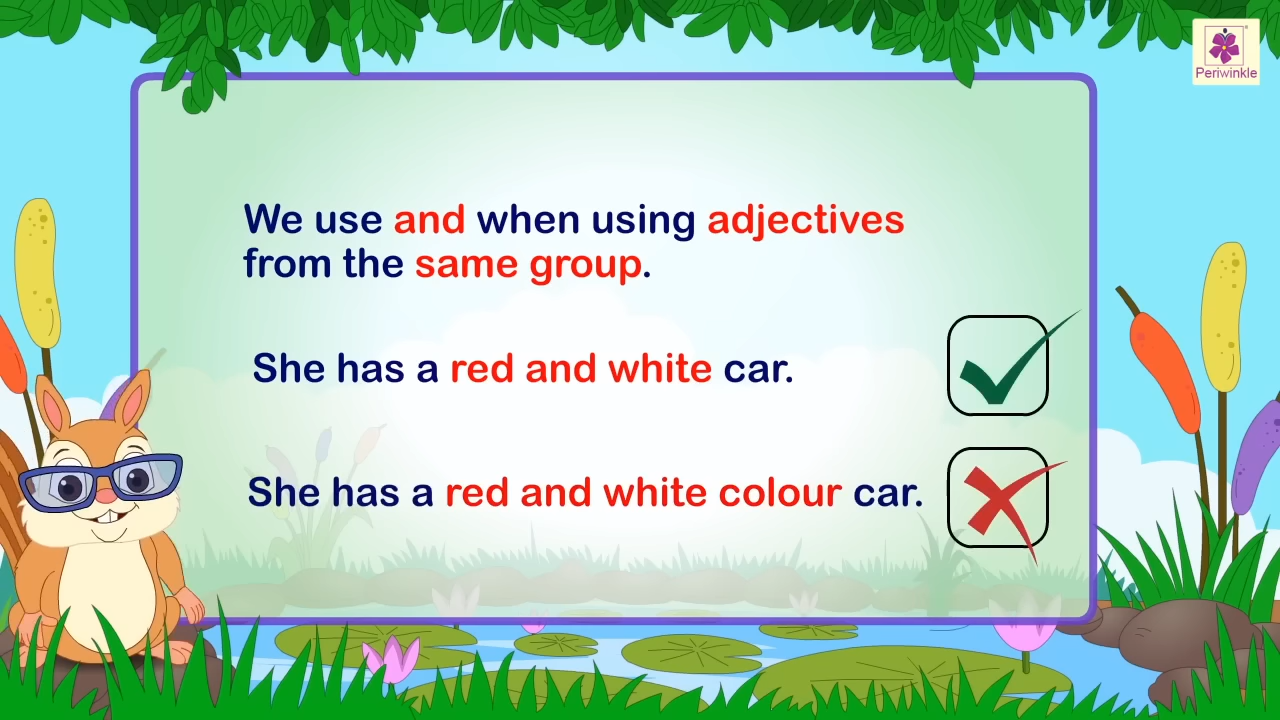 Periwinkle
We use and when using adjectives
from the same group.
She has a red and white car.
She has a red and white colour car.